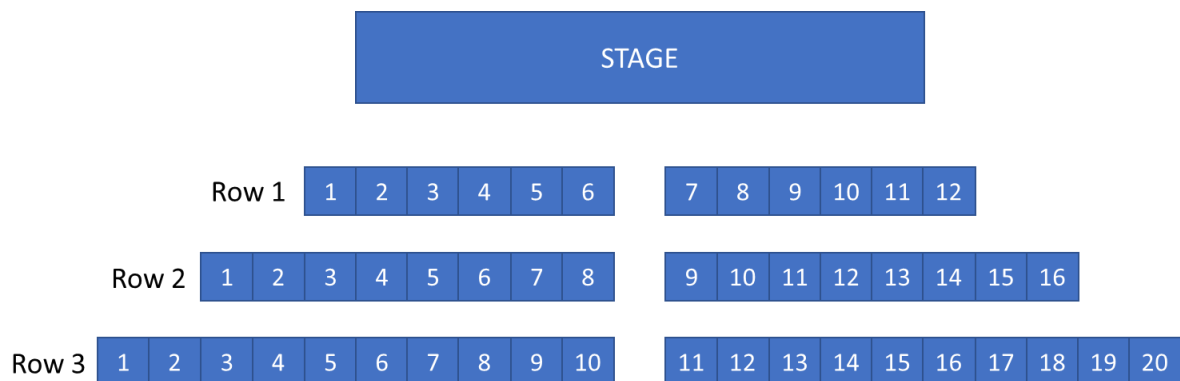 STAGE
Row 1 1 2 3 4 5 6 7 8 9 10 11 12
Row 2 1 2 3 4 5 6 7 8 9 10 11 12 13 14 15 16
Row 3 1 2 3 4 5 6 7 8 9 10 11 12 13 14 15 16 17 18 19 20